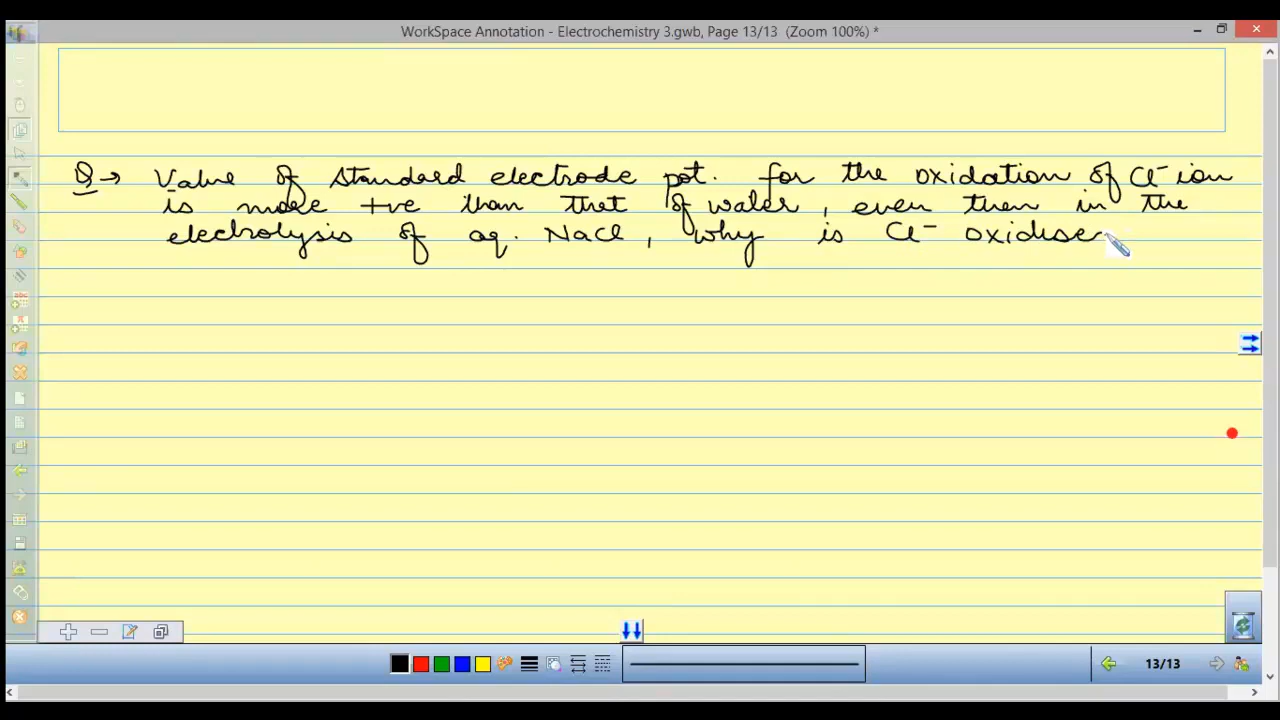 WorkSpace Annotation - Electrochemistry 3.gwb, Page 13/13 (Zoom 100%) *
Q→ Value of standard electrode pot. for the oxidation of Cl⁻ ion
is more +ve than that of water, even then in the
electrolysis of aq. NaCl, why is Cl⁻ oxidise
13/13